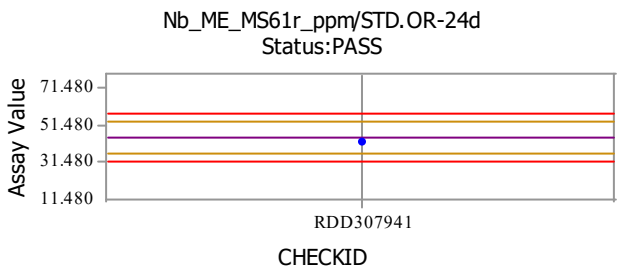 Nb_ME_MS61r_ppm/STD.OR-24d
Status:PASS
Assay Value
71.480
51.480
31.480
11.480
RDD307941
CHECKID